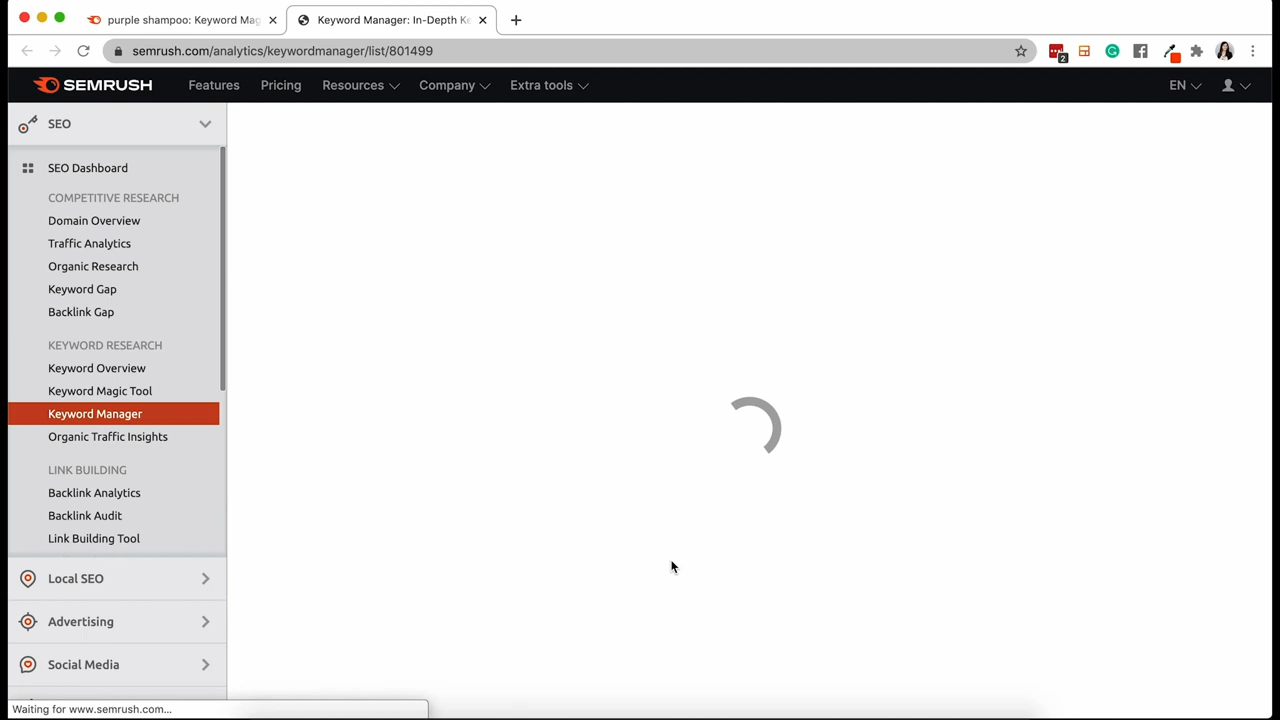 purple shampoo: Keyword Mag
Keyword Manager: In-Depth Ke
semrush.com/analytics/keywordmanager/list/801499
2
SEMRUSH
Features
Pricing
Resources
Company
Extra tools
EN
SEO
SEO Dashboard
COMPETITIVE RESEARCH
Domain Overview
Traffic Analytics
Organic Research
Keyword Gap
Backlink Gap
KEYWORD RESEARCH
Keyword Overview
Keyword Magic Tool
Keyword Manager
Organic Traffic Insights
LINK BUILDING
Backlink Analytics
Backlink Audit
Link Building Tool
Local SEO
Advertising
Social Media
Waiting for www.semrush.com...